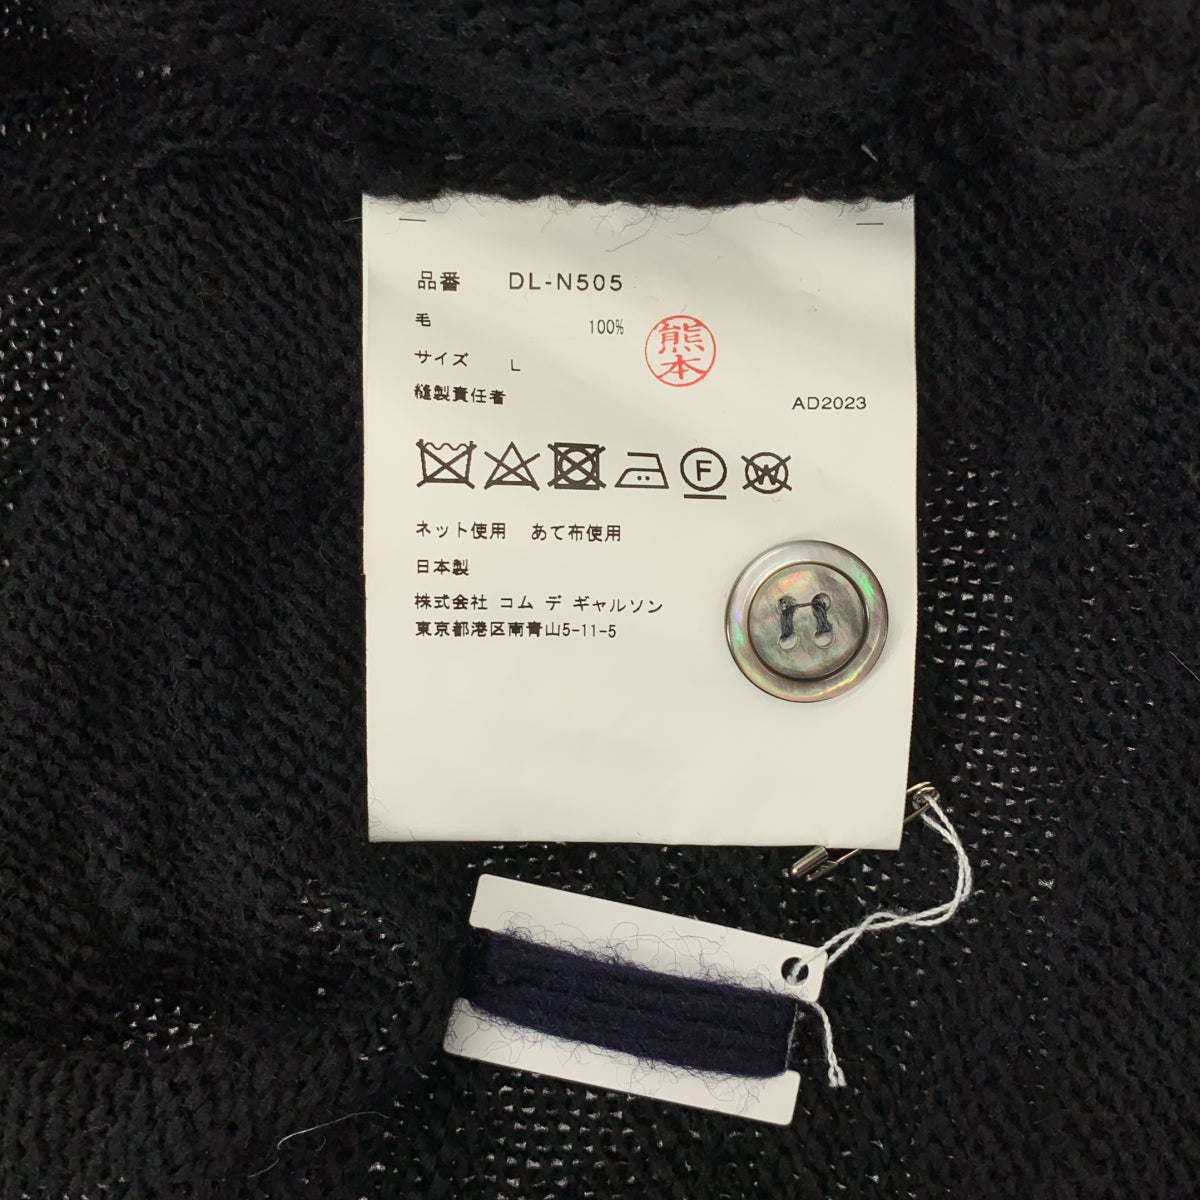 品番 DL-N505
毛 100%
熊本
サイズ L
縫製責任者
AD2023
F W
ネット使用 あて布使用
日本製
株式会社 コム デ ギャルソン
東京都港区南青山5-11-5